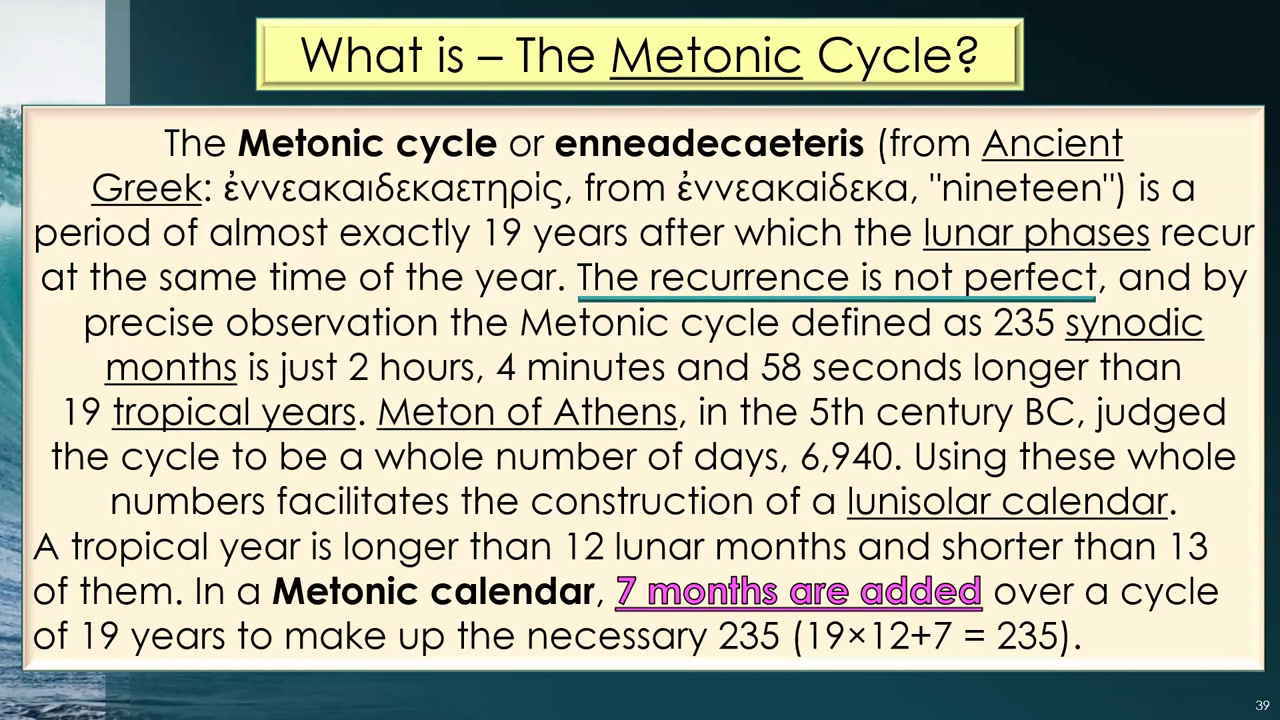 What is – The Metonic Cycle?
The Metonic cycle or enneadecaeteris (from Ancient
Greek: ἐννεακαιδεκαετηρίς, from ἐννεακαίδεκα, "nineteen") is a
period of almost exactly 19 years after which the lunar phases recur
at the same time of the year. The recurrence is not perfect, and by
precise observation the Metonic cycle defined as 235 synodic
months is just 2 hours, 4 minutes and 58 seconds longer than
19 tropical years. Meton of Athens, in the 5th century BC, judged
the cycle to be a whole number of days, 6,940. Using these whole
numbers facilitates the construction of a lunisolar calendar.
A tropical year is longer than 12 lunar months and shorter than 13
of them. In a Metonic calendar, 7 months are added over a cycle
of 19 years to make up the necessary 235 (19×12+7 = 235).
39